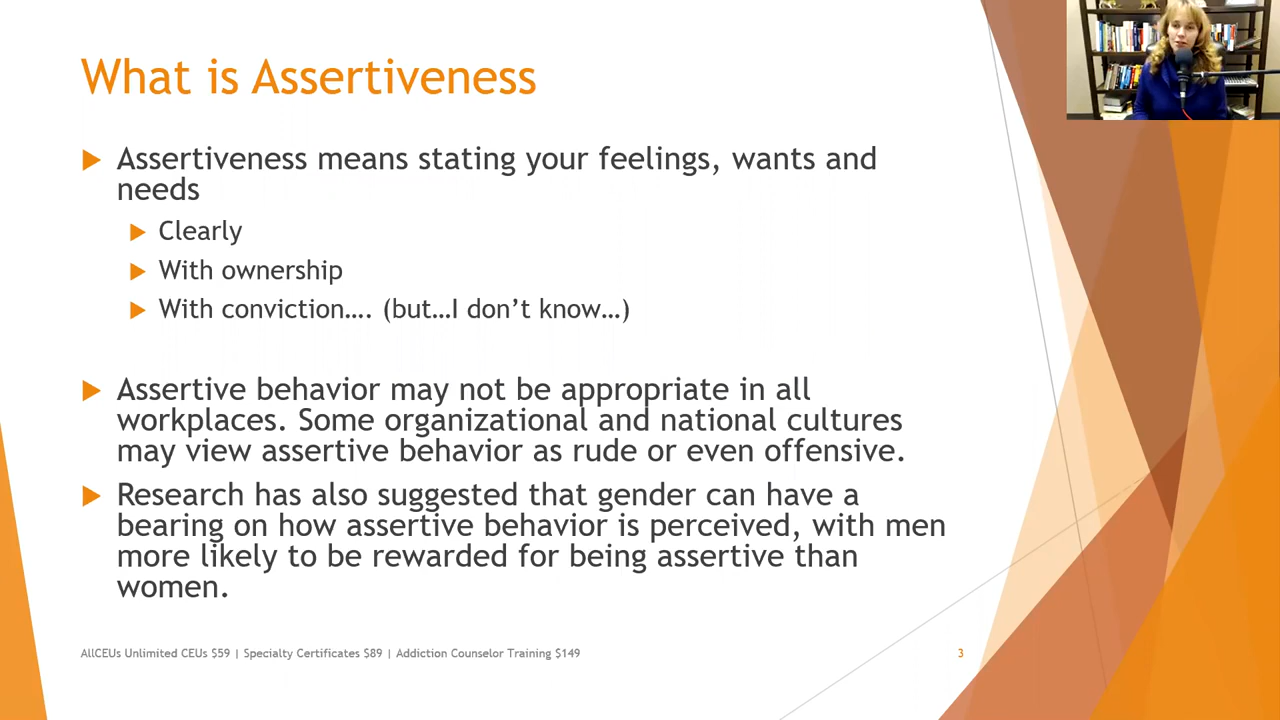 What is Assertiveness
Assertiveness means stating your feelings, wants and
needs
Clearly
With ownership
With conviction.... (but...I don't know...)
Assertive behavior may not be appropriate in all
workplaces. Some organizational and national cultures
may view assertive behavior as rude or even offensive.
Research has also suggested that gender can have a
bearing on how assertive behavior is perceived, with men
more likely to be rewarded for being assertive than
women.
AllCEUs Unlimited CEUs $59 | Specialty Certificates $89 | Addiction Counselor Training $149
3